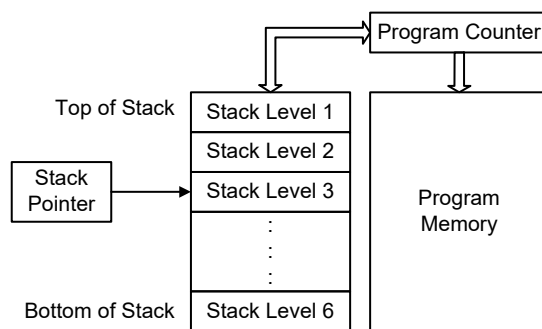 Program Counter
Top of Stack
Stack Level 1
Stack Level 2
Stack
Pointer
Stack Level 3
:
:
:
Program
Memory
Bottom of Stack
Stack Level 6